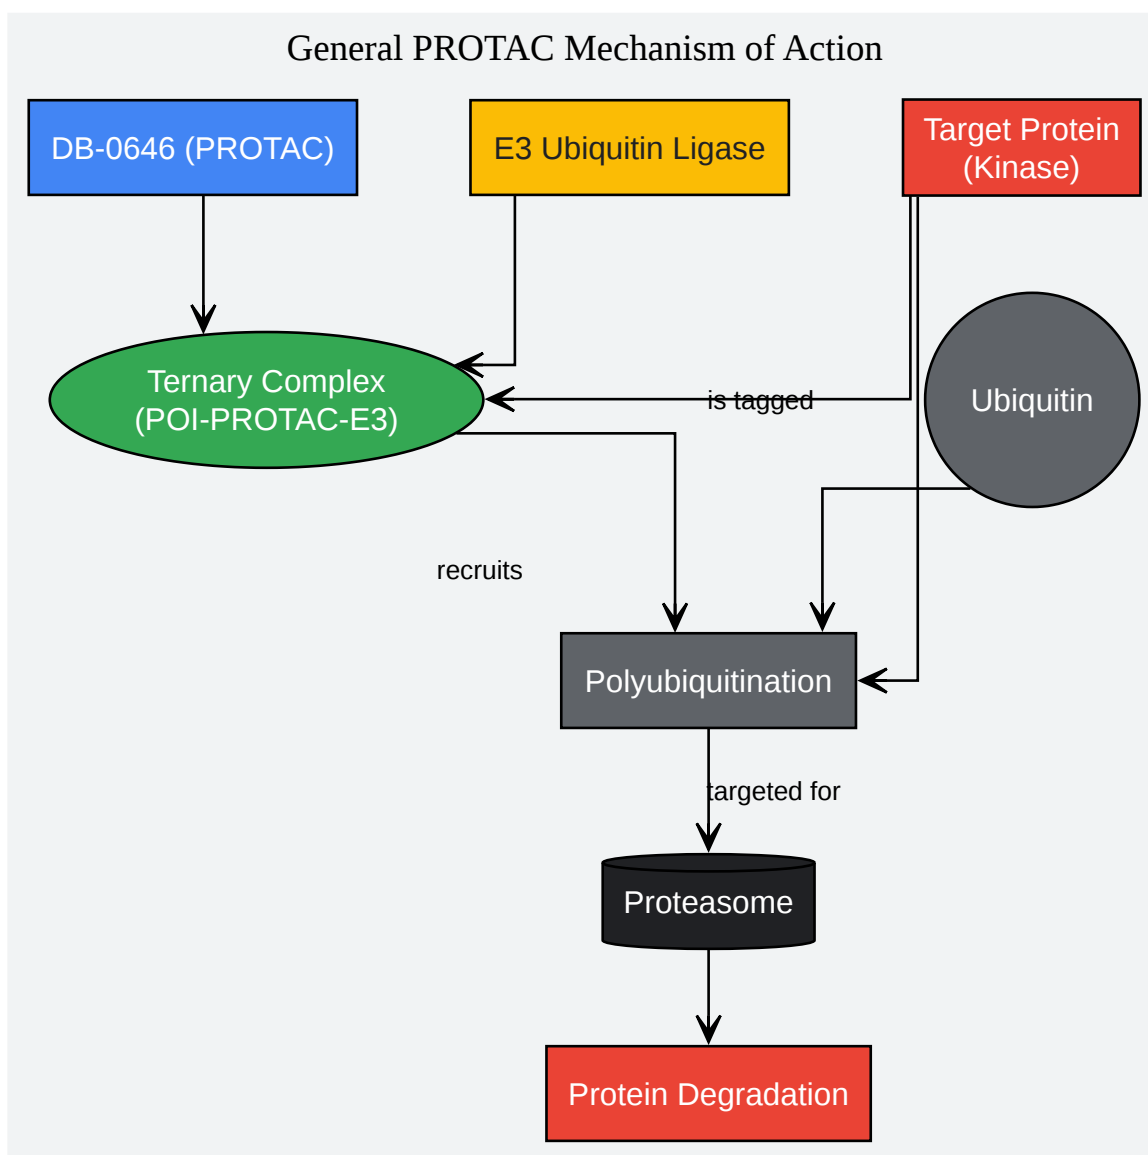 General PROTAC Mechanism of Action
DB-0646 (PROTAC)
E3 Ubiquitin Ligase
Target Protein
(Kinase)
Ternary Complex
(POI-PROTAC-E3)
is tagged
Ubiquitin
recruits
Polyubiquitination
targeted for
Proteasome
Protein Degradation